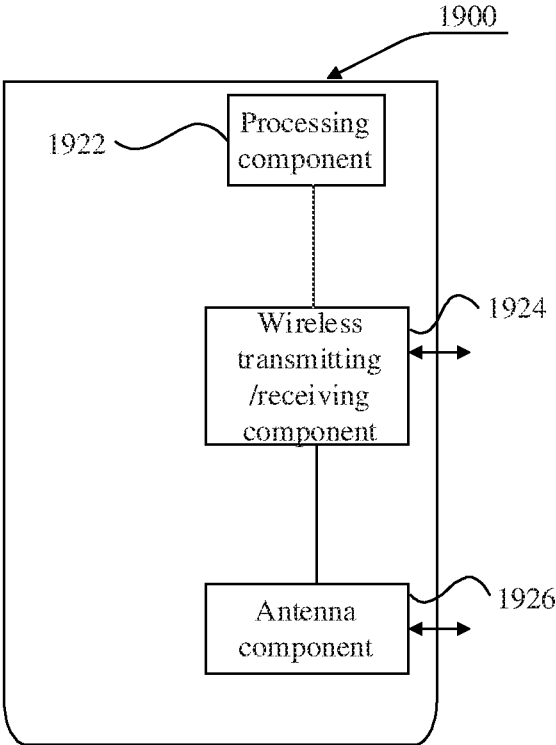 1900
Processing
component
1922
Wireless
transmitting
/receiving
component
1924
Antenna
component
1926